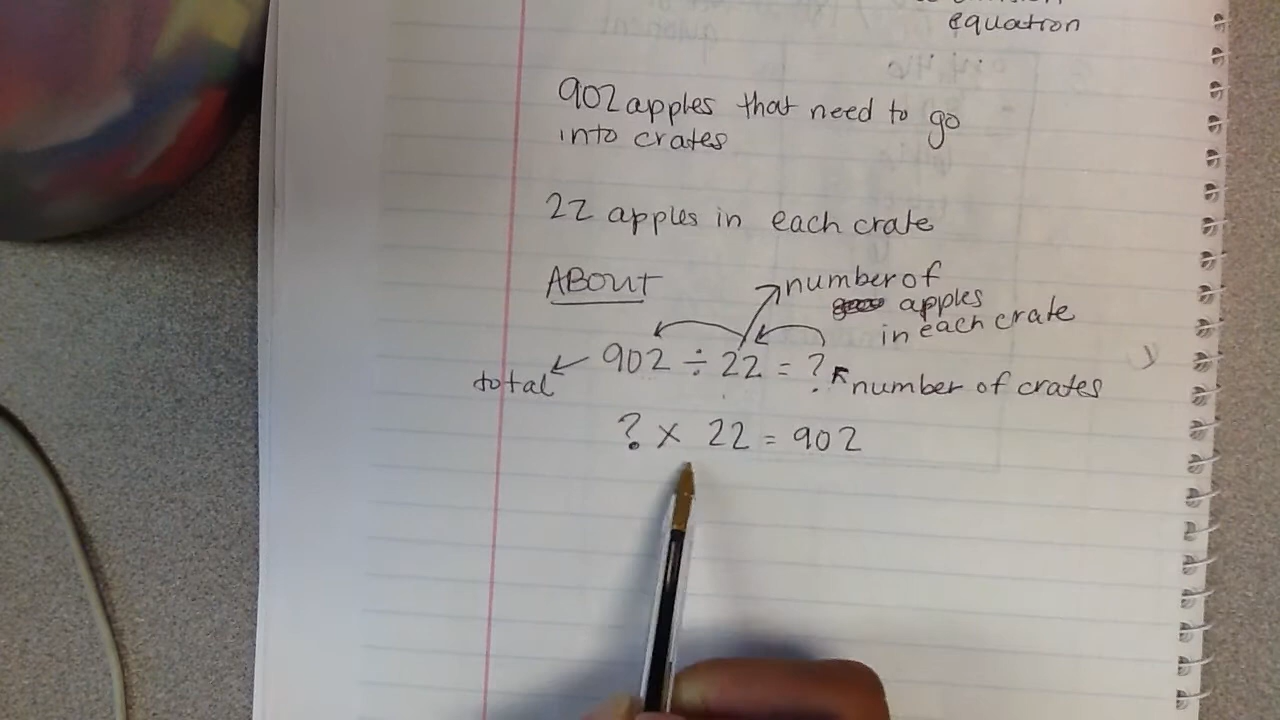 equation
902 apples that need to go
into crates
22 apples in each crate
ABOUT
number of
apples
in each crate
902 ÷ 22 = ?
total
number of crates
? x 22 = 902